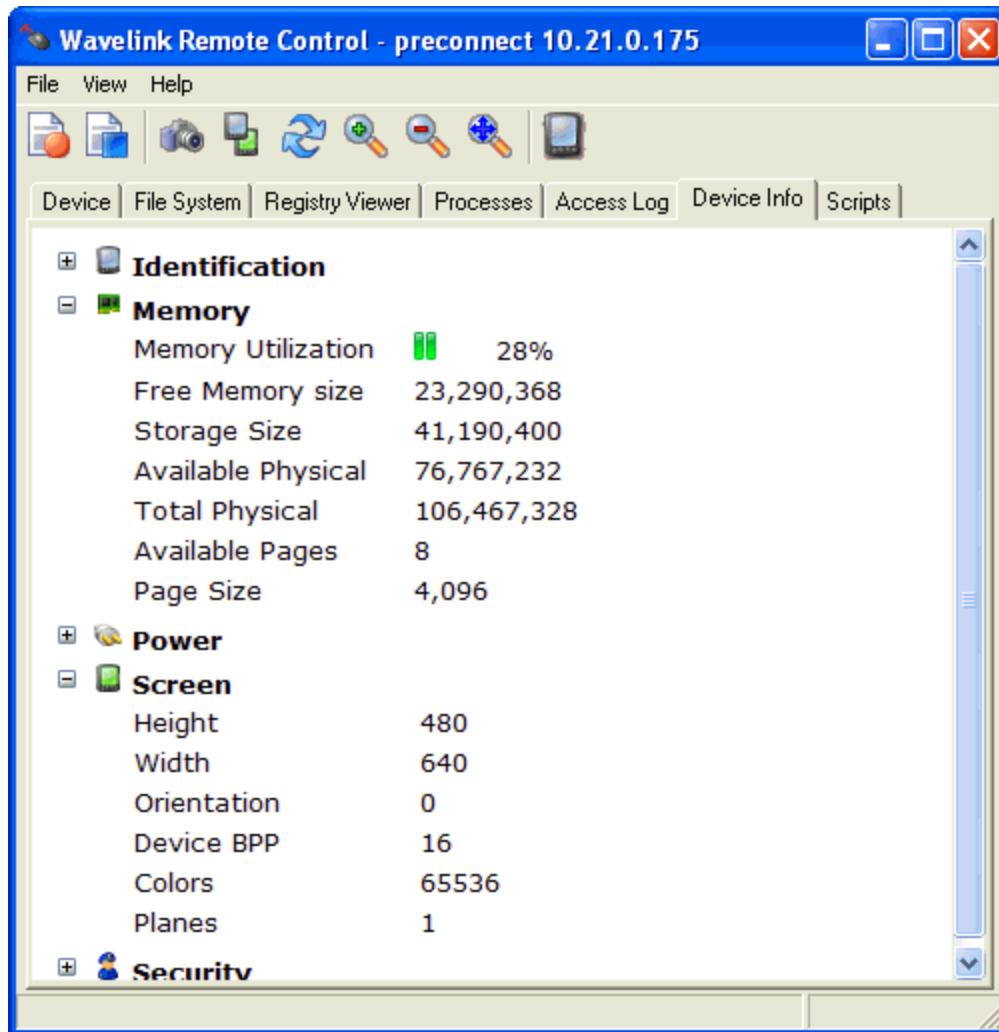 Wavelink Remote Control - preconnect 10.21.0.175
File View Help
Device File System Registry Viewer Processes Access Log Device Info Scripts
Identification
Memory
Memory Utilization 28%
Free Memory size 23,290,368
Storage Size 41,190,400
Available Physical 76,767,232
Total Physical 106,467,328
Available Pages 8
Page Size 4,096
Power
Screen
Height 480
Width 640
Orientation 0
Device BPP 16
Colors 65536
Planes 1
Security